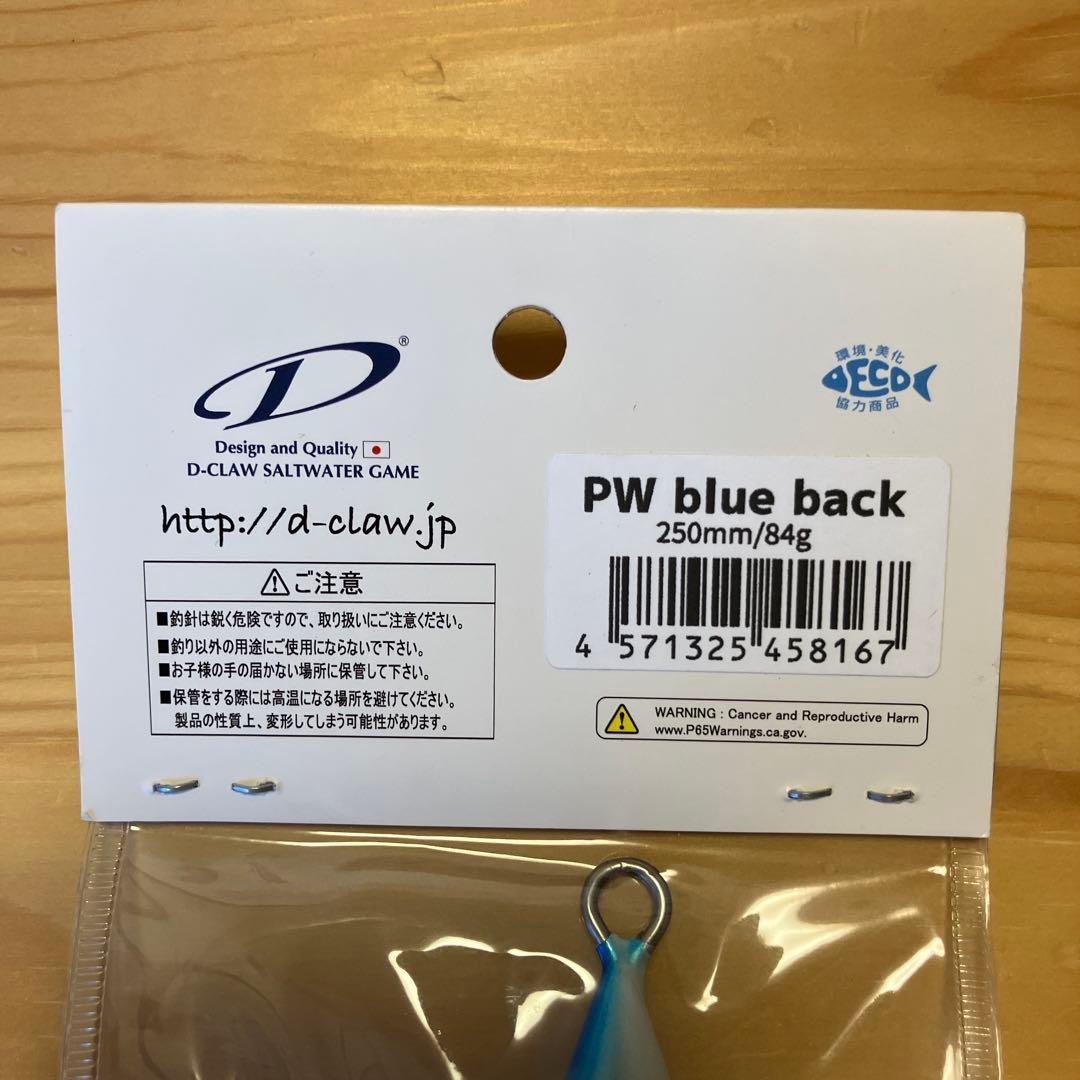 D®
Design and Quality
D-CLAW SALTWATER GAME
http://d-claw.jp
⚠ご注意
■釣針は鋭く危険ですので、取り扱いにご注意ください。
■釣り以外の用途にご使用にならないで下さい。
■お子様の手の届かない場所に保管して下さい。
■保管をする際には高温になる場所を避けてください。
製品の性質上、変形してしまう可能性があります。
環境・美化
ECO
協力商品
PW blue back
250mm/84g
4 571325 458167
WARNING : Cancer and Reproductive Harm
www.P65Warnings.ca.gov.